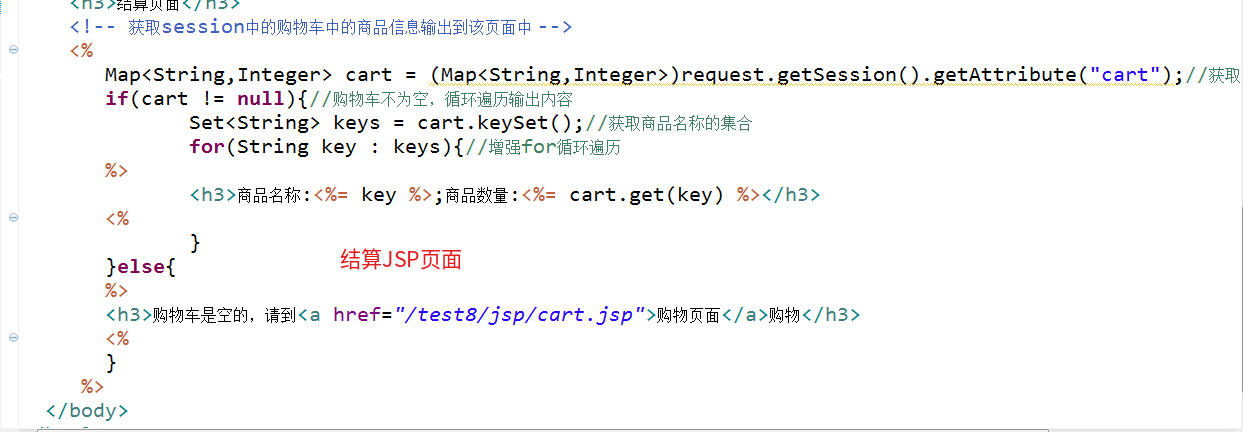 <h3>结算页面</h3>
<!-- 获取session中的购物车中的商品信息输出到该页面中 -->
<%
Map<String,Integer> cart = (Map<String,Integer>)request.getSession().getAttribute("cart");//获取
if(cart != null){//购物车不为空，循环遍历输出内容
Set<String> keys = cart.keySet();//获取商品名称的集合
for(String key : keys){//增强for循环遍历
%>
<h3>商品名称:<%= key %>;商品数量:<%= cart.get(key) %></h3>
<%
}
}else{
结算JSP页面
%>
<h3>购物车是空的，请到<a href="/test8/jsp/cart.jsp">购物页面</a>购物</h3>
<%
}
%>
</body>